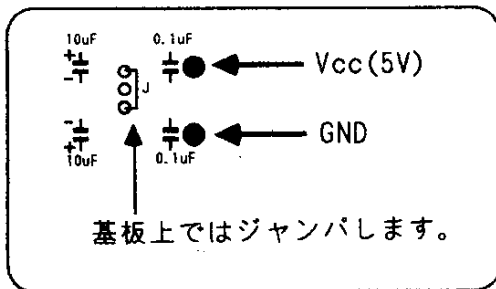 10uF 0.1uF
+
-
Vcc(5V)
J
-
+
GND
10uF 0.1uF
基板上ではジャンパします。